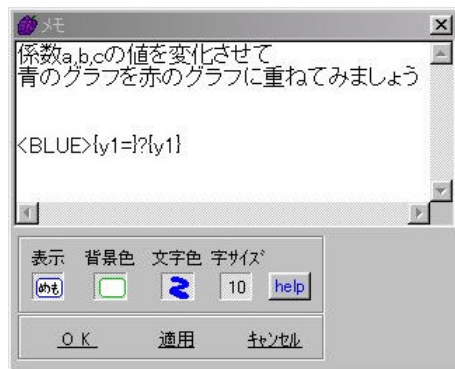 メモ
係数a,b,cの値を変化させて
青のグラフを赤のグラフに重ねてみましょう
<BLUE>{y1=}?{y1}
表示 背景色 文字色 字ｻｲｽﾞ
めも 10 help
ＯＫ 適用 ｷｬﾝｾﾙ